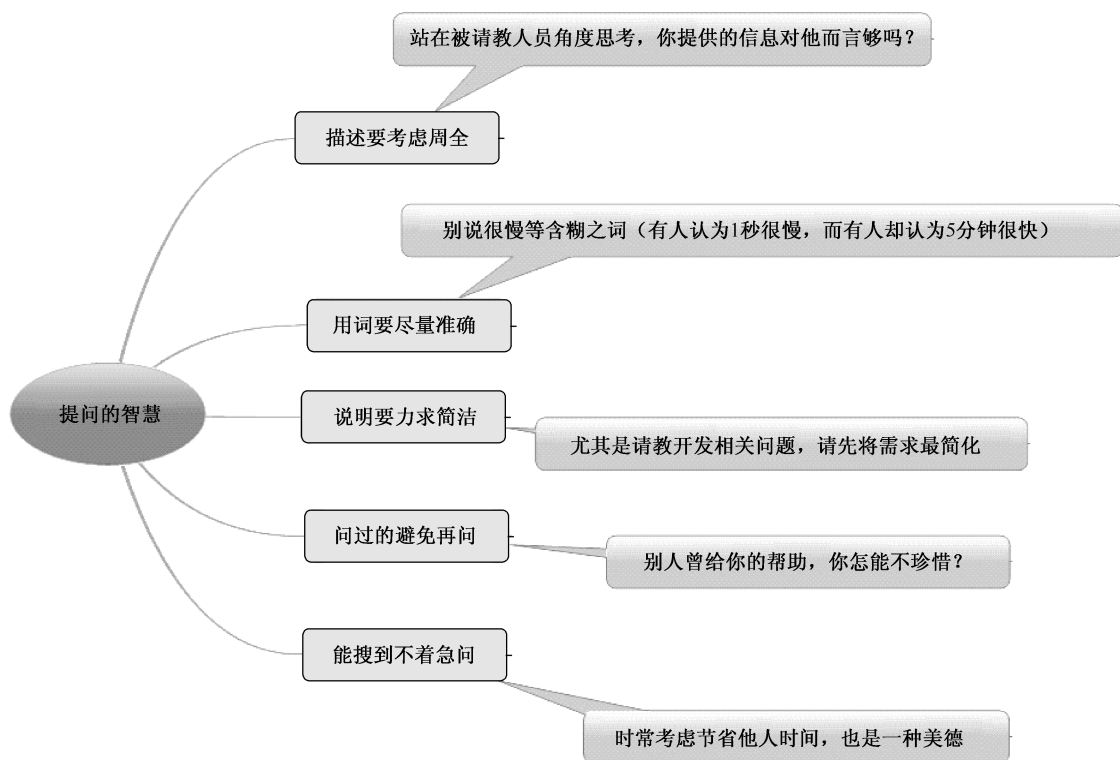 站在被请教人员角度思考，你提供的信息对他而言够吗？
描述要考虑周全
别说很慢等含糊之词（有人认为1秒很慢，而有人却认为5分钟很快）
用词要尽量准确
提问的智慧
说明要力求简洁
尤其是请教开发相关问题，请先将需求最简化
问过的避免再问
别人曾给你的帮助，你怎能不珍惜？
能搜到不着急问
时常考虑节省他人时间，也是一种美德